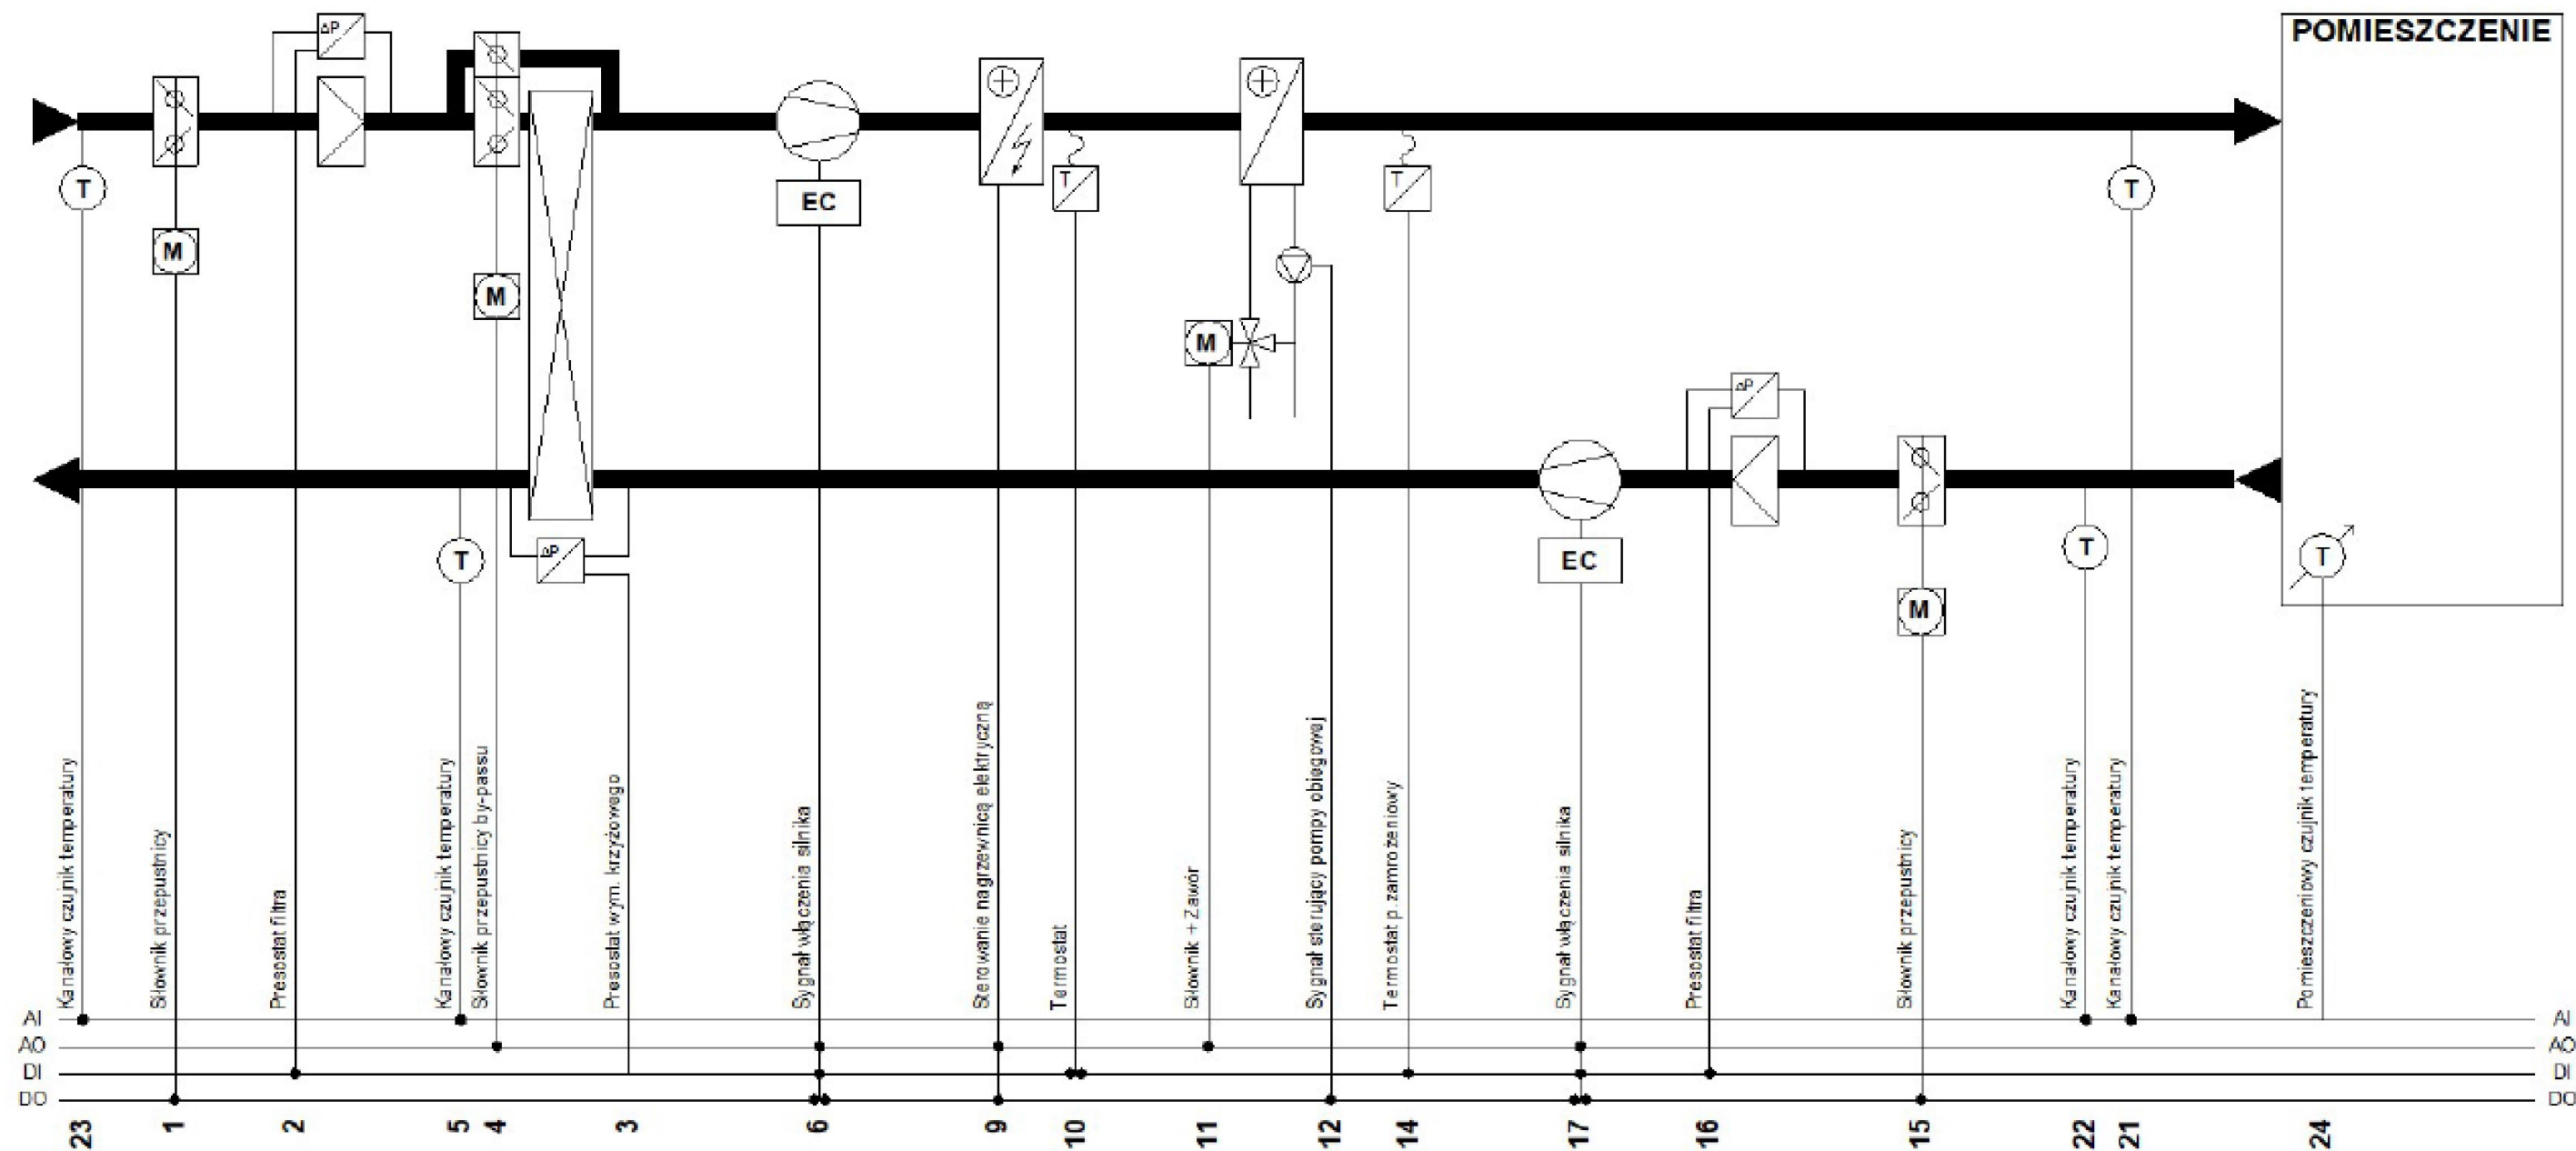 POMIESZCZENIE
ΔP
T
M
M
EC
T
T
T
M
ΔP
T
ΔP
EC
T
M
T
Kanałowy czujnik temperatury
Siłownik przepustnicy
Presostat filtra
Kanałowy czujnik temperatury
Siłownik przepustnicy by-passu
Presostat wym. krzyżowego
Sygnał włączenia silnika
Sterowanie nagrzewnicą elektryczną
Termostat
Siłownik + Zawór
Sygnał sterujący pompy obiegowej
Termostat p.zamrożeniowy
Sygnał włączenia silnika
Presostat filtra
Siłownik przepustnicy
Kanałowy czujnik temperatury
Kanałowy czujnik temperatury
Pomieszczeniowy czujnik temperatury
AI AI
AO AO
DI DI
DO DO
23 1 2 5 4 3 6 9 10 11 12 14 17 16 15 22 21 24